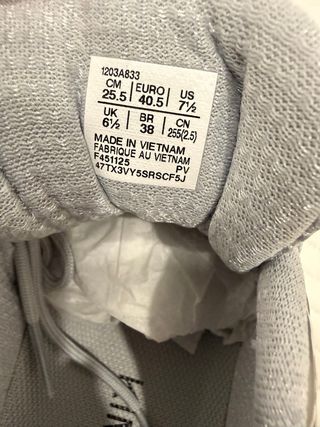 1203A833
CM EURO US
25.5 40.5 7½
UK BR CN
6½ 38 255(2.5)
MADE IN VIETNAM
FABRIQUE AU VIETNAM
F451125 PV
47TX3VY5SRSCF5J